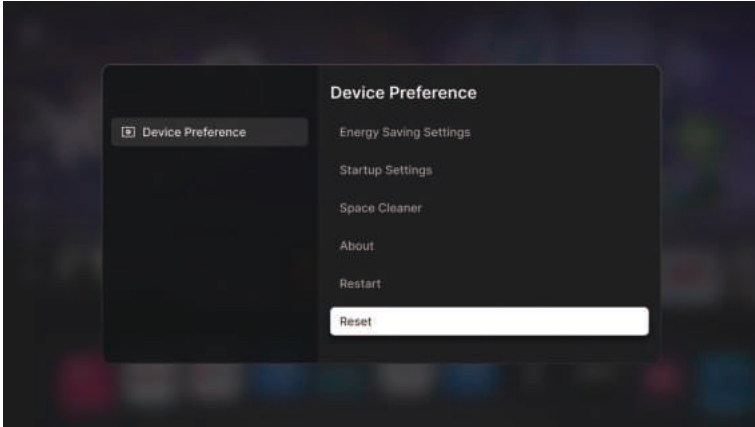 Device Preference
Device Preference
Energy Saving Settings
Startup Settings
Space Cleaner
About
Restart
Reset